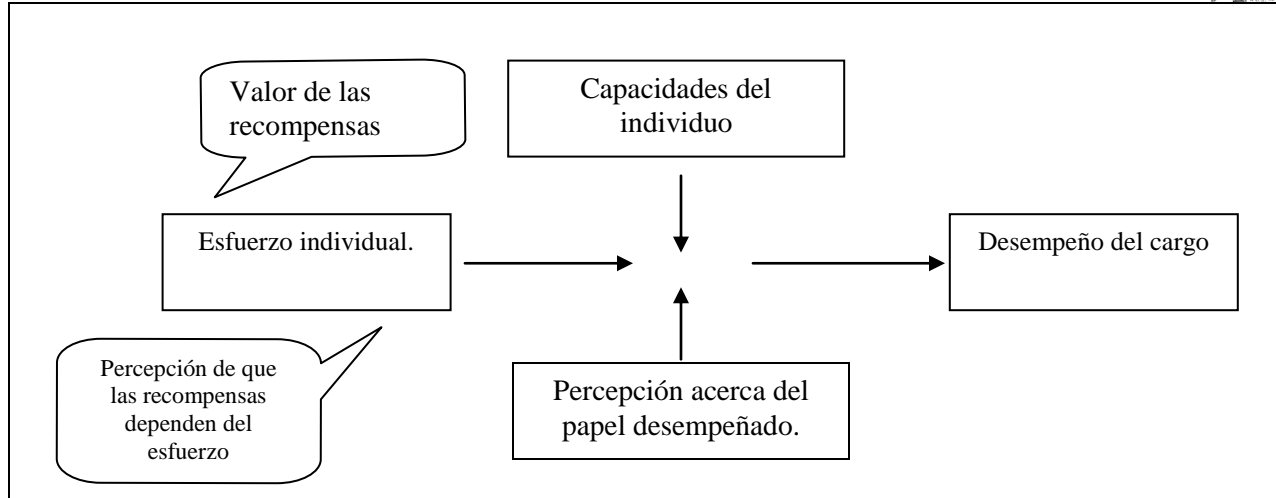 Valor de las
recompensas
Capacidades del
individuo
Esfuerzo individual.
Desempeño del cargo
Percepción de que
las recompensas
dependen del
esfuerzo
Percepción acerca del
papel desempeñado.